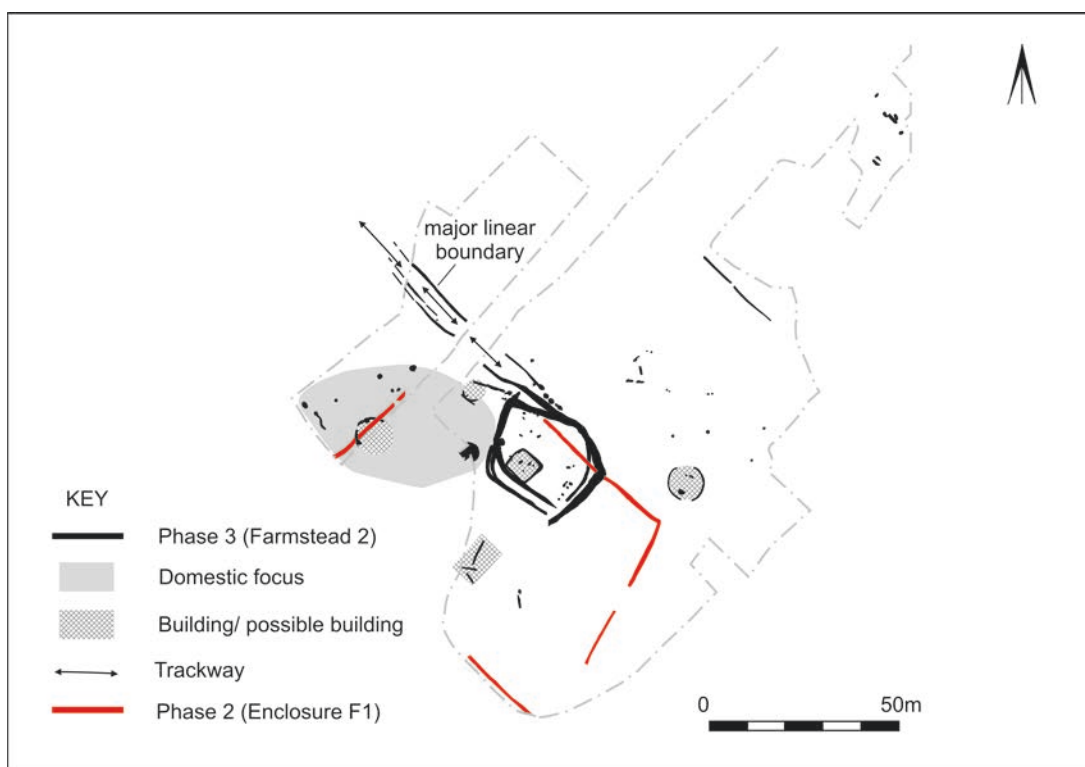 major linear
boundary
KEY
Phase 3 (Farmstead 2)
Domestic focus
Building/ possible building
Trackway
Phase 2 (Enclosure F1)
0 50m